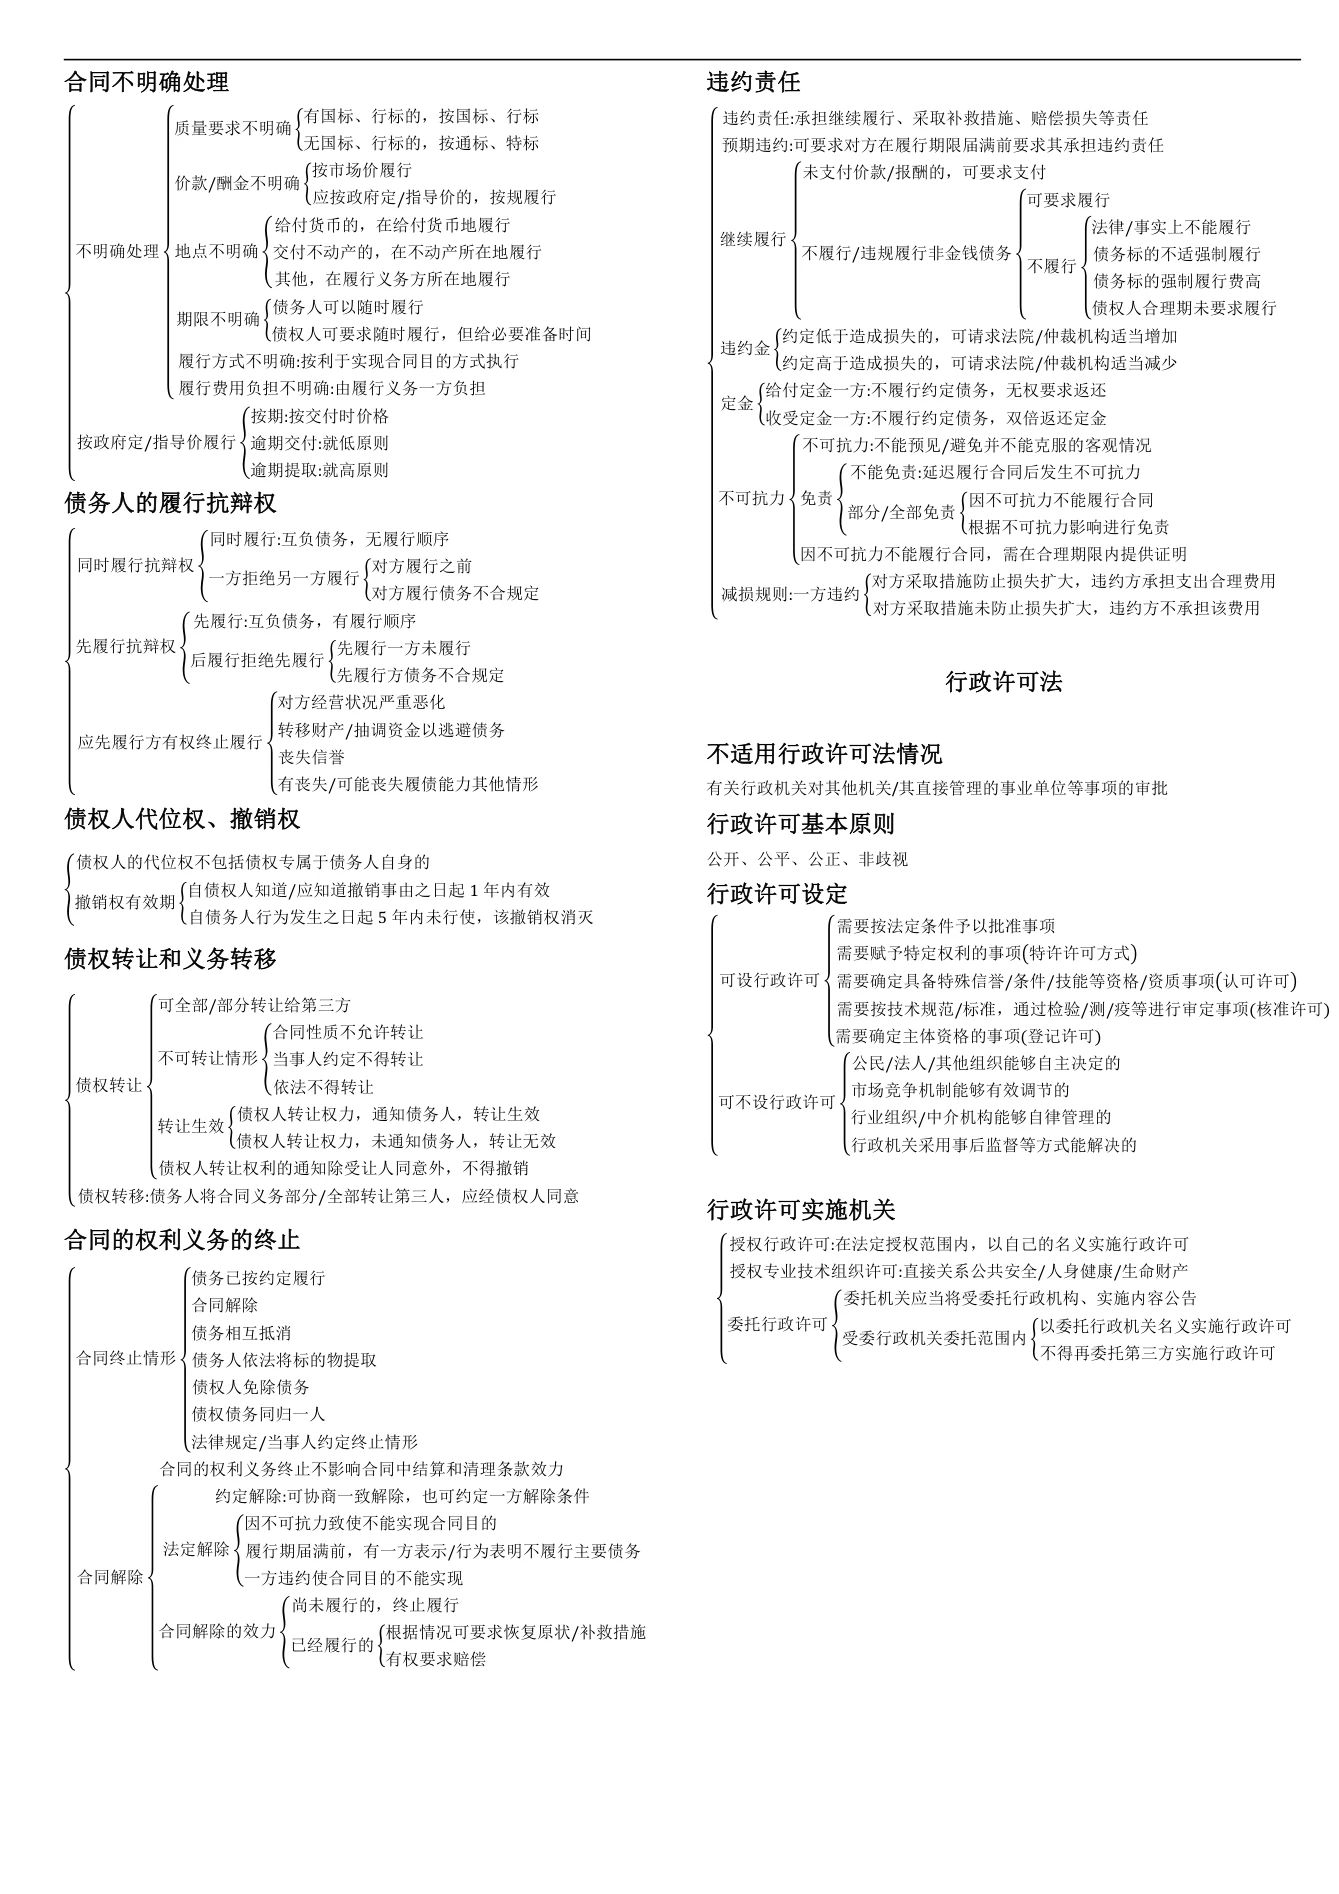 合同不明确处理
不明确处理
质量要求不明确
有国标、行标的，按国标、行标
无国标、行标的，按通标、特标
价款/酬金不明确
按市场价履行
应按政府定/指导价的，按规履行
地点不明确
给付货币的，在给付货币地履行
交付不动产的，在不动产所在地履行
其他，在履行义务方所在地履行
期限不明确
债务人可以随时履行
债权人可要求随时履行，但给必要准备时间
履行方式不明确:按利于实现合同目的方式执行
履行费用负担不明确:由履行义务一方负担
按政府定/指导价履行
按期:按交付时价格
逾期交付:就低原则
逾期提取:就高原则
债务人的履行抗辩权
同时履行抗辩权
同时履行:互负债务，无履行顺序
一方拒绝另一方履行
对方履行之前
对方履行债务不合规定
先履行抗辩权
先履行:互负债务，有履行顺序
后履行拒绝先履行
先履行一方未履行
先履行方债务不合规定
应先履行方有权终止履行
对方经营状况严重恶化
转移财产/抽调资金以逃避债务
丧失信誉
有丧失/可能丧失履债能力其他情形
债权人代位权、撤销权
债权人的代位权不包括债权专属于债务人自身的
撤销权有效期
自债权人知道/应知道撤销事由之日起 1 年内有效
自债务人行为发生之日起 5 年内未行使，该撤销权消灭
债权转让和义务转移
债权转让
可全部/部分转让给第三方
不可转让情形
合同性质不允许转让
当事人约定不得转让
依法不得转让
转让生效
债权人转让权力，通知债务人，转让生效
债权人转让权力，未通知债务人，转让无效
债权人转让权利的通知除受让人同意外，不得撤销
债权转移:债务人将合同义务部分/全部转让第三人，应经债权人同意
合同的权利义务的终止
合同终止情形
债务已按约定履行
合同解除
债务相互抵消
债务人依法将标的物提取
债权人免除债务
债权债务同归一人
法律规定/当事人约定终止情形
合同的权利义务终止不影响合同中结算和清理条款效力
合同解除
约定解除:可协商一致解除，也可约定一方解除条件
法定解除
因不可抗力致使不能实现合同目的
履行期届满前，有一方表示/行为表明不履行主要债务
一方违约使合同目的不能实现
合同解除的效力
尚未履行的，终止履行
已经履行的
根据情况可要求恢复原状/补救措施
有权要求赔偿
违约责任
违约责任:承担继续履行、采取补救措施、赔偿损失等责任
预期违约:可要求对方在履行期限届满前要求其承担违约责任
继续履行
未支付价款/报酬的，可要求支付
不履行/违规履行非金钱债务
可要求履行
不履行
法律/事实上不能履行
债务标的不适强制履行
债务标的强制履行费高
债权人合理期未要求履行
违约金
约定低于造成损失的，可请求法院/仲裁机构适当增加
约定高于造成损失的，可请求法院/仲裁机构适当减少
定金
给付定金一方:不履行约定债务，无权要求返还
收受定金一方:不履行约定债务，双倍返还定金
不可抗力
不可抗力:不能预见/避免并不能克服的客观情况
免责
不能免责:延迟履行合同后发生不可抗力
部分/全部免责
因不可抗力不能履行合同
根据不可抗力影响进行免责
因不可抗力不能履行合同，需在合理期限内提供证明
减损规则:一方违约
对方采取措施防止损失扩大，违约方承担支出合理费用
对方采取措施未防止损失扩大，违约方不承担该费用
行政许可法
不适用行政许可法情况
有关行政机关对其他机关/其直接管理的事业单位等事项的审批
行政许可基本原则
公开、公平、公正、非歧视
行政许可设定
可设行政许可
需要按法定条件予以批准事项
需要赋予特定权利的事项(特许许可方式)
需要确定具备特殊信誉/条件/技能等资格/资质事项(认可许可)
需要按技术规范/标准，通过检验/测/疫等进行审定事项(核准许可)
需要确定主体资格的事项(登记许可)
可不设行政许可
公民/法人/其他组织能够自主决定的
市场竞争机制能够有效调节的
行业组织/中介机构能够自律管理的
行政机关采用事后监督等方式能解决的
行政许可实施机关
授权行政许可:在法定授权范围内，以自己的名义实施行政许可
授权专业技术组织许可:直接关系公共安全/人身健康/生命财产
委托行政许可
委托机关应当将受委托行政机构、实施内容公告
受委行政机关委托范围内
以委托行政机关名义实施行政许可
不得再委托第三方实施行政许可